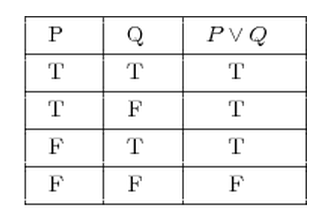 P Q P ∨ Q
T T T
T F T
F T T
F F F